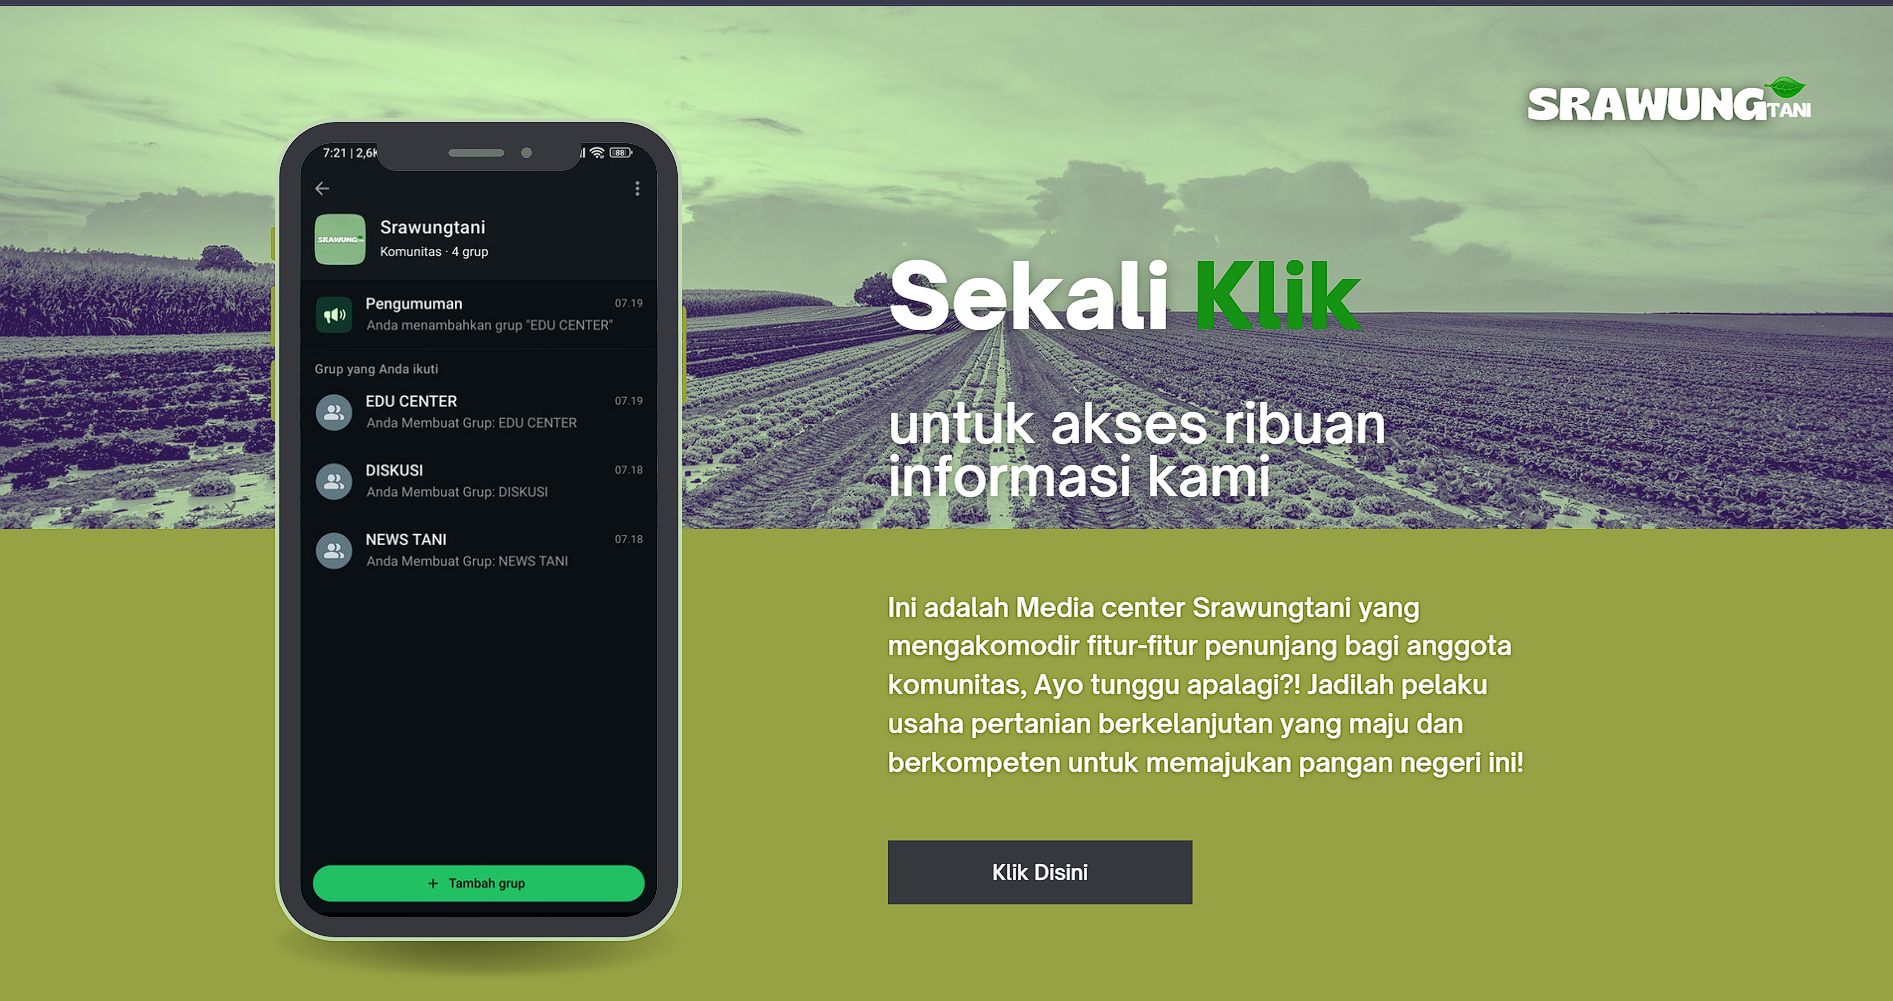 SRAWUNGTANI
7:21 | 2,6K
88
SRAWUNG
Srawungtani
Komunitas · 4 grup
Pengumuman 07.19
Anda menambahkan grup "EDU CENTER"
Grup yang Anda ikuti
EDU CENTER 07.19
Anda Membuat Grup: EDU CENTER
DISKUSI 07.18
Anda Membuat Grup: DISKUSI
NEWS TANI 07.18
Anda Membuat Grup: NEWS TANI
+ Tambah grup
Sekali Klik
untuk akses ribuan
informasi kami
Ini adalah Media center Srawungtani yang
mengakomodir fitur-fitur penunjang bagi anggota
komunitas, Ayo tunggu apalagi?! Jadilah pelaku
usaha pertanian berkelanjutan yang maju dan
berkompeten untuk memajukan pangan negeri ini!
Klik Disini